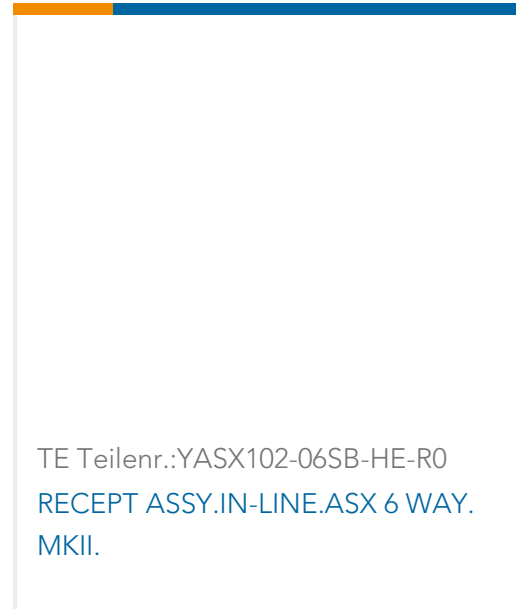 TE Teilenr.:YASX102-06SB-HE-R0
RECEPT ASSY.IN-LINE.ASX 6 WAY.
MKII.